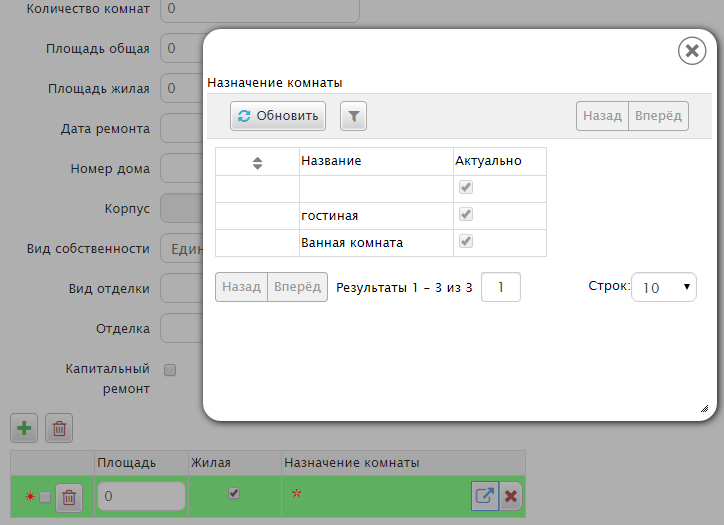 Количество комнат 0
Площадь общая 0
Площадь жилая 0
Дата ремонта
Номер дома
Корпус
Вид собственности Един
Вид отделки
Отделка
Капитальный
ремонт
Назначение комнаты
Обновить Назад Вперёд
Название Актуально
гостиная
Ванная комната
Назад Вперёд Результаты 1 – 3 из 3 1 Строк: 10
Площадь Жилая Назначение комнаты
* 0 *